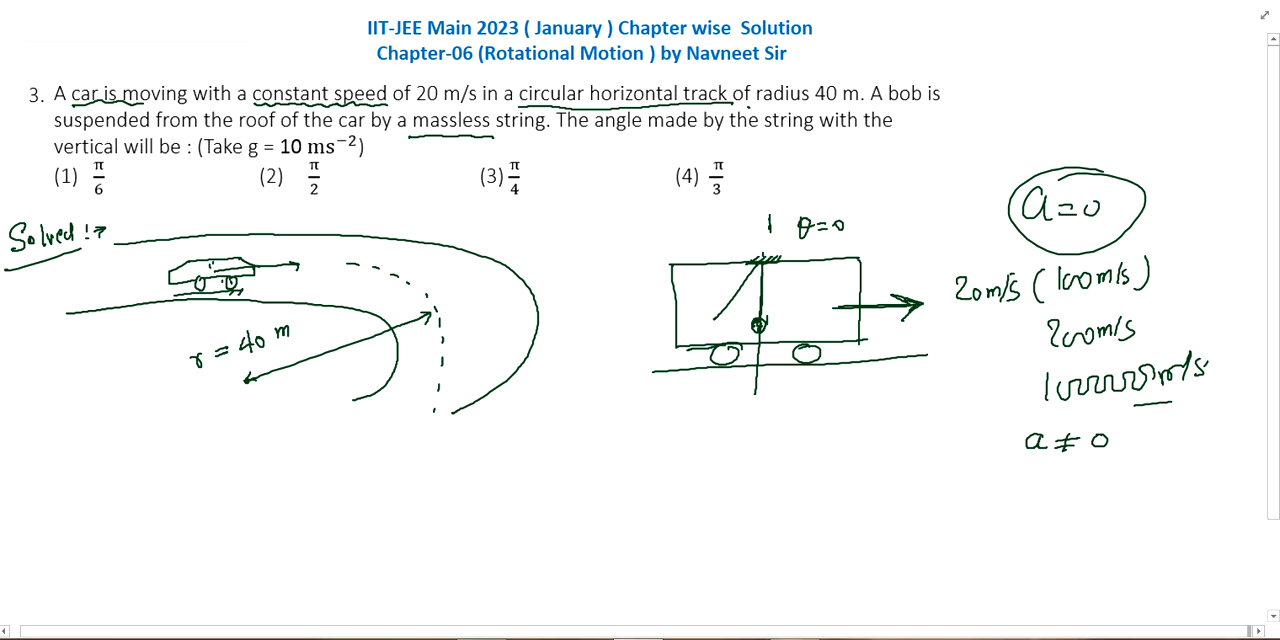 IIT-JEE Main 2023 ( January ) Chapter wise Solution
Chapter-06 (Rotational Motion ) by Navneet Sir
3. A car is moving with a constant speed of 20 m/s in a circular horizontal track of radius 40 m. A bob is
suspended from the roof of the car by a massless string. The angle made by the string with the
vertical will be : (Take g = 10 ms⁻²)
(1) π/6 (2) π/2 (3) π/4 (4) π/3
Solved !→
r = 40 m
θ=0
a=0
20m/s (100m/s)
200m/s
a ≠ 0